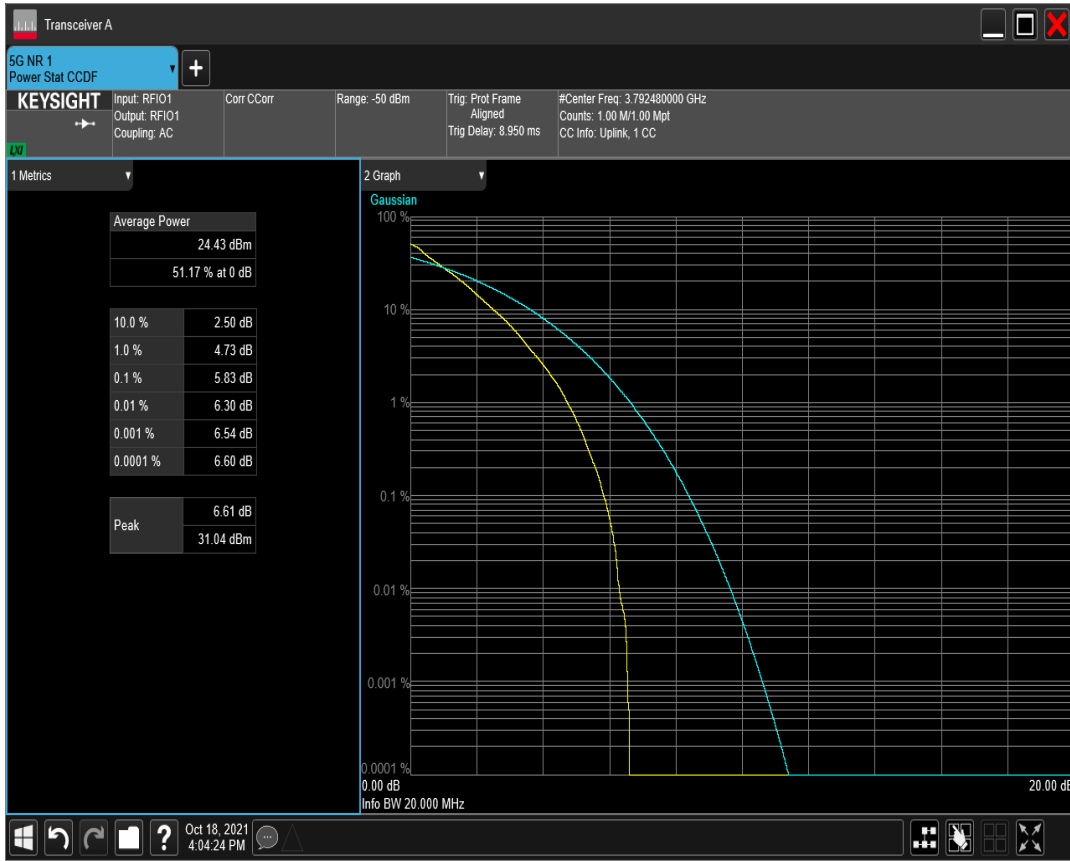 Transceiver A
5G NR 1
Power Stat CCDF
+
KEYSIGHT
LXI
Input: RFIO1
Output: RFIO1
Coupling: AC
Corr CCorr
Range: -50 dBm
Trig: Prot Frame
Aligned
Trig Delay: 8.950 ms
#Center Freq: 3.792480000 GHz
Counts: 1.00 M/1.00 Mpt
CC Info: Uplink, 1 CC
1 Metrics
Average Power
24.43 dBm
51.17 % at 0 dB
10.0 % 2.50 dB
1.0 % 4.73 dB
0.1 % 5.83 dB
0.01 % 6.30 dB
0.001 % 6.54 dB
0.0001 % 6.60 dB
Peak 6.61 dB
31.04 dBm
2 Graph
Gaussian
100 %
10 %
1 %
0.1 %
0.01 %
0.001 %
0.0001 %
0.00 dB 20.00 dB
Info BW 20.000 MHz
?
Oct 18, 2021
4:04:24 PM